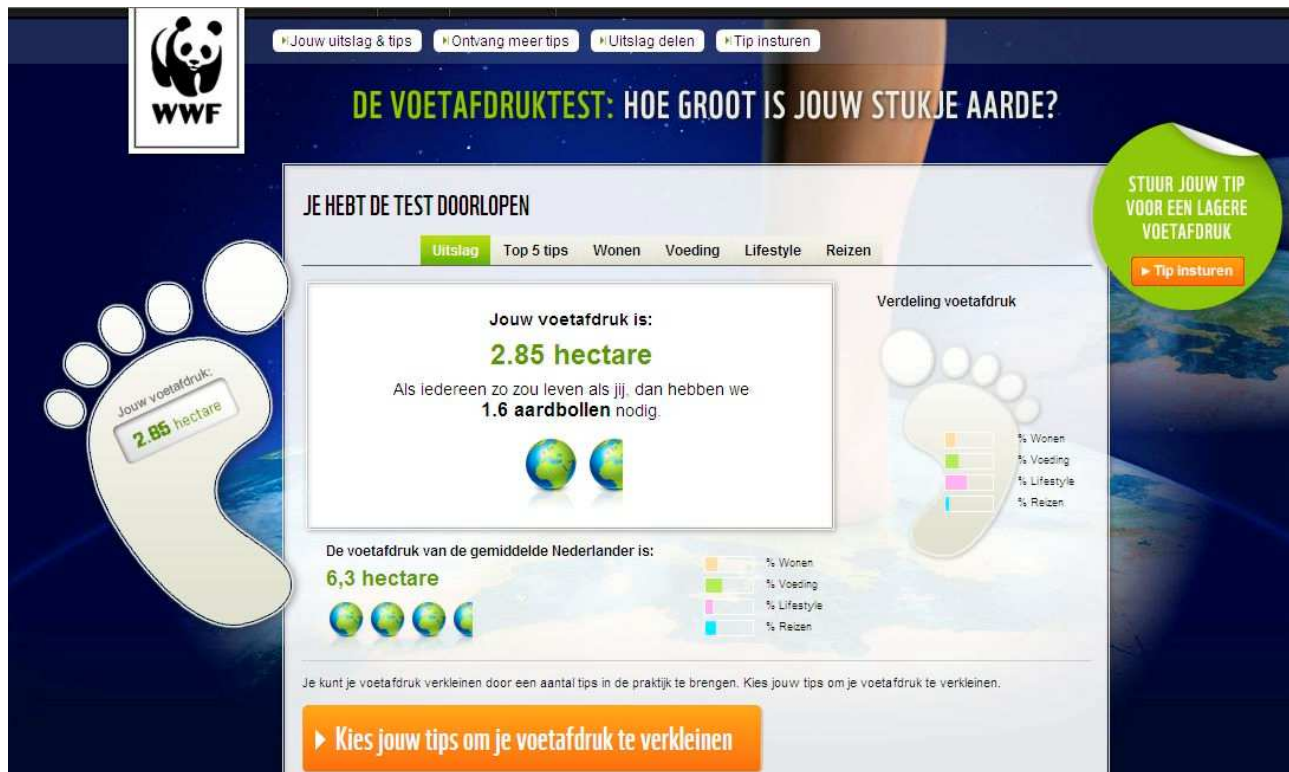 Jouw uitslag & tips
Ontvang meer tips
Uitslag delen
Tip insturen
WWF
DE VOETAFDRUKTEST: HOE GROOT IS JOUW STUKJE AARDE?
STUUR JOUW TIP
VOOR EEN LAGERE
VOETAFDRUK
Tip insturen
JE HEBT DE TEST DOORLOPEN
Uitslag
Top 5 tips
Wonen
Voeding
Lifestyle
Reizen
Jouw voetafdruk:
2.85 hectare
Jouw voetafdruk is:
2.85 hectare
Als iedereen zo zou leven als jij, dan hebben we
1.6 aardbollen nodig.
Verdeling voetafdruk
% Wonen
% Voeding
% Lifestyle
% Reizen
De voetafdruk van de gemiddelde Nederlander is:
6,3 hectare
% Wonen
% Voeding
% Lifestyle
% Reizen
Je kunt je voetafdruk verkleinen door een aantal tips in de praktijk te brengen. Kies jouw tips om je voetafdruk te verkleinen.
Kies jouw tips om je voetafdruk te verkleinen